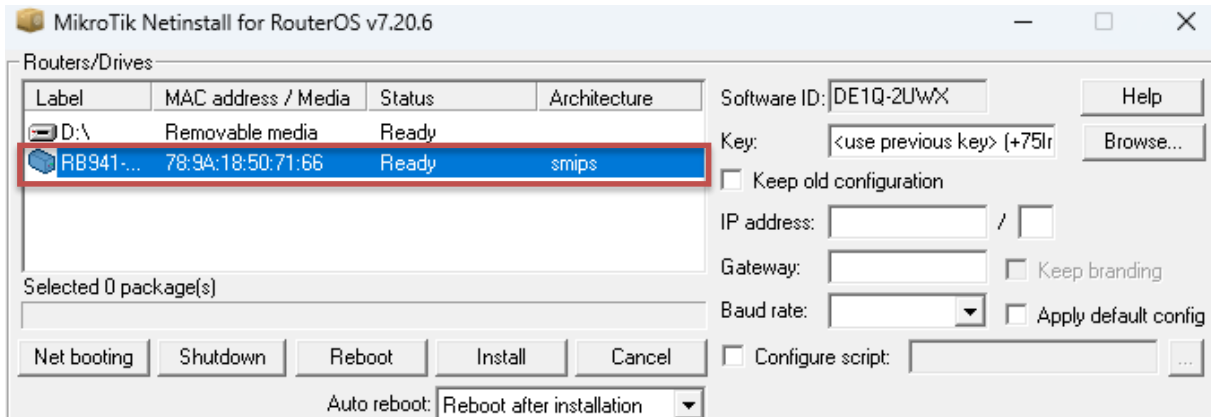 MikroTik Netinstall for RouterOS v7.20.6
Routers/Drives
Label MAC address / Media Status Architecture
D:\ Removable media Ready
RB941-... 78:9A:18:50:71:66 Ready smips
Selected 0 package(s)
Net booting Shutdown Reboot Install Cancel
Auto reboot: Reboot after installation
Software ID: DE1Q-2UWX Help
Key: <use previous key> (+75Ir Browse...
Keep old configuration
IP address: /
Gateway: Keep branding
Baud rate: Apply default config
Configure script: ...